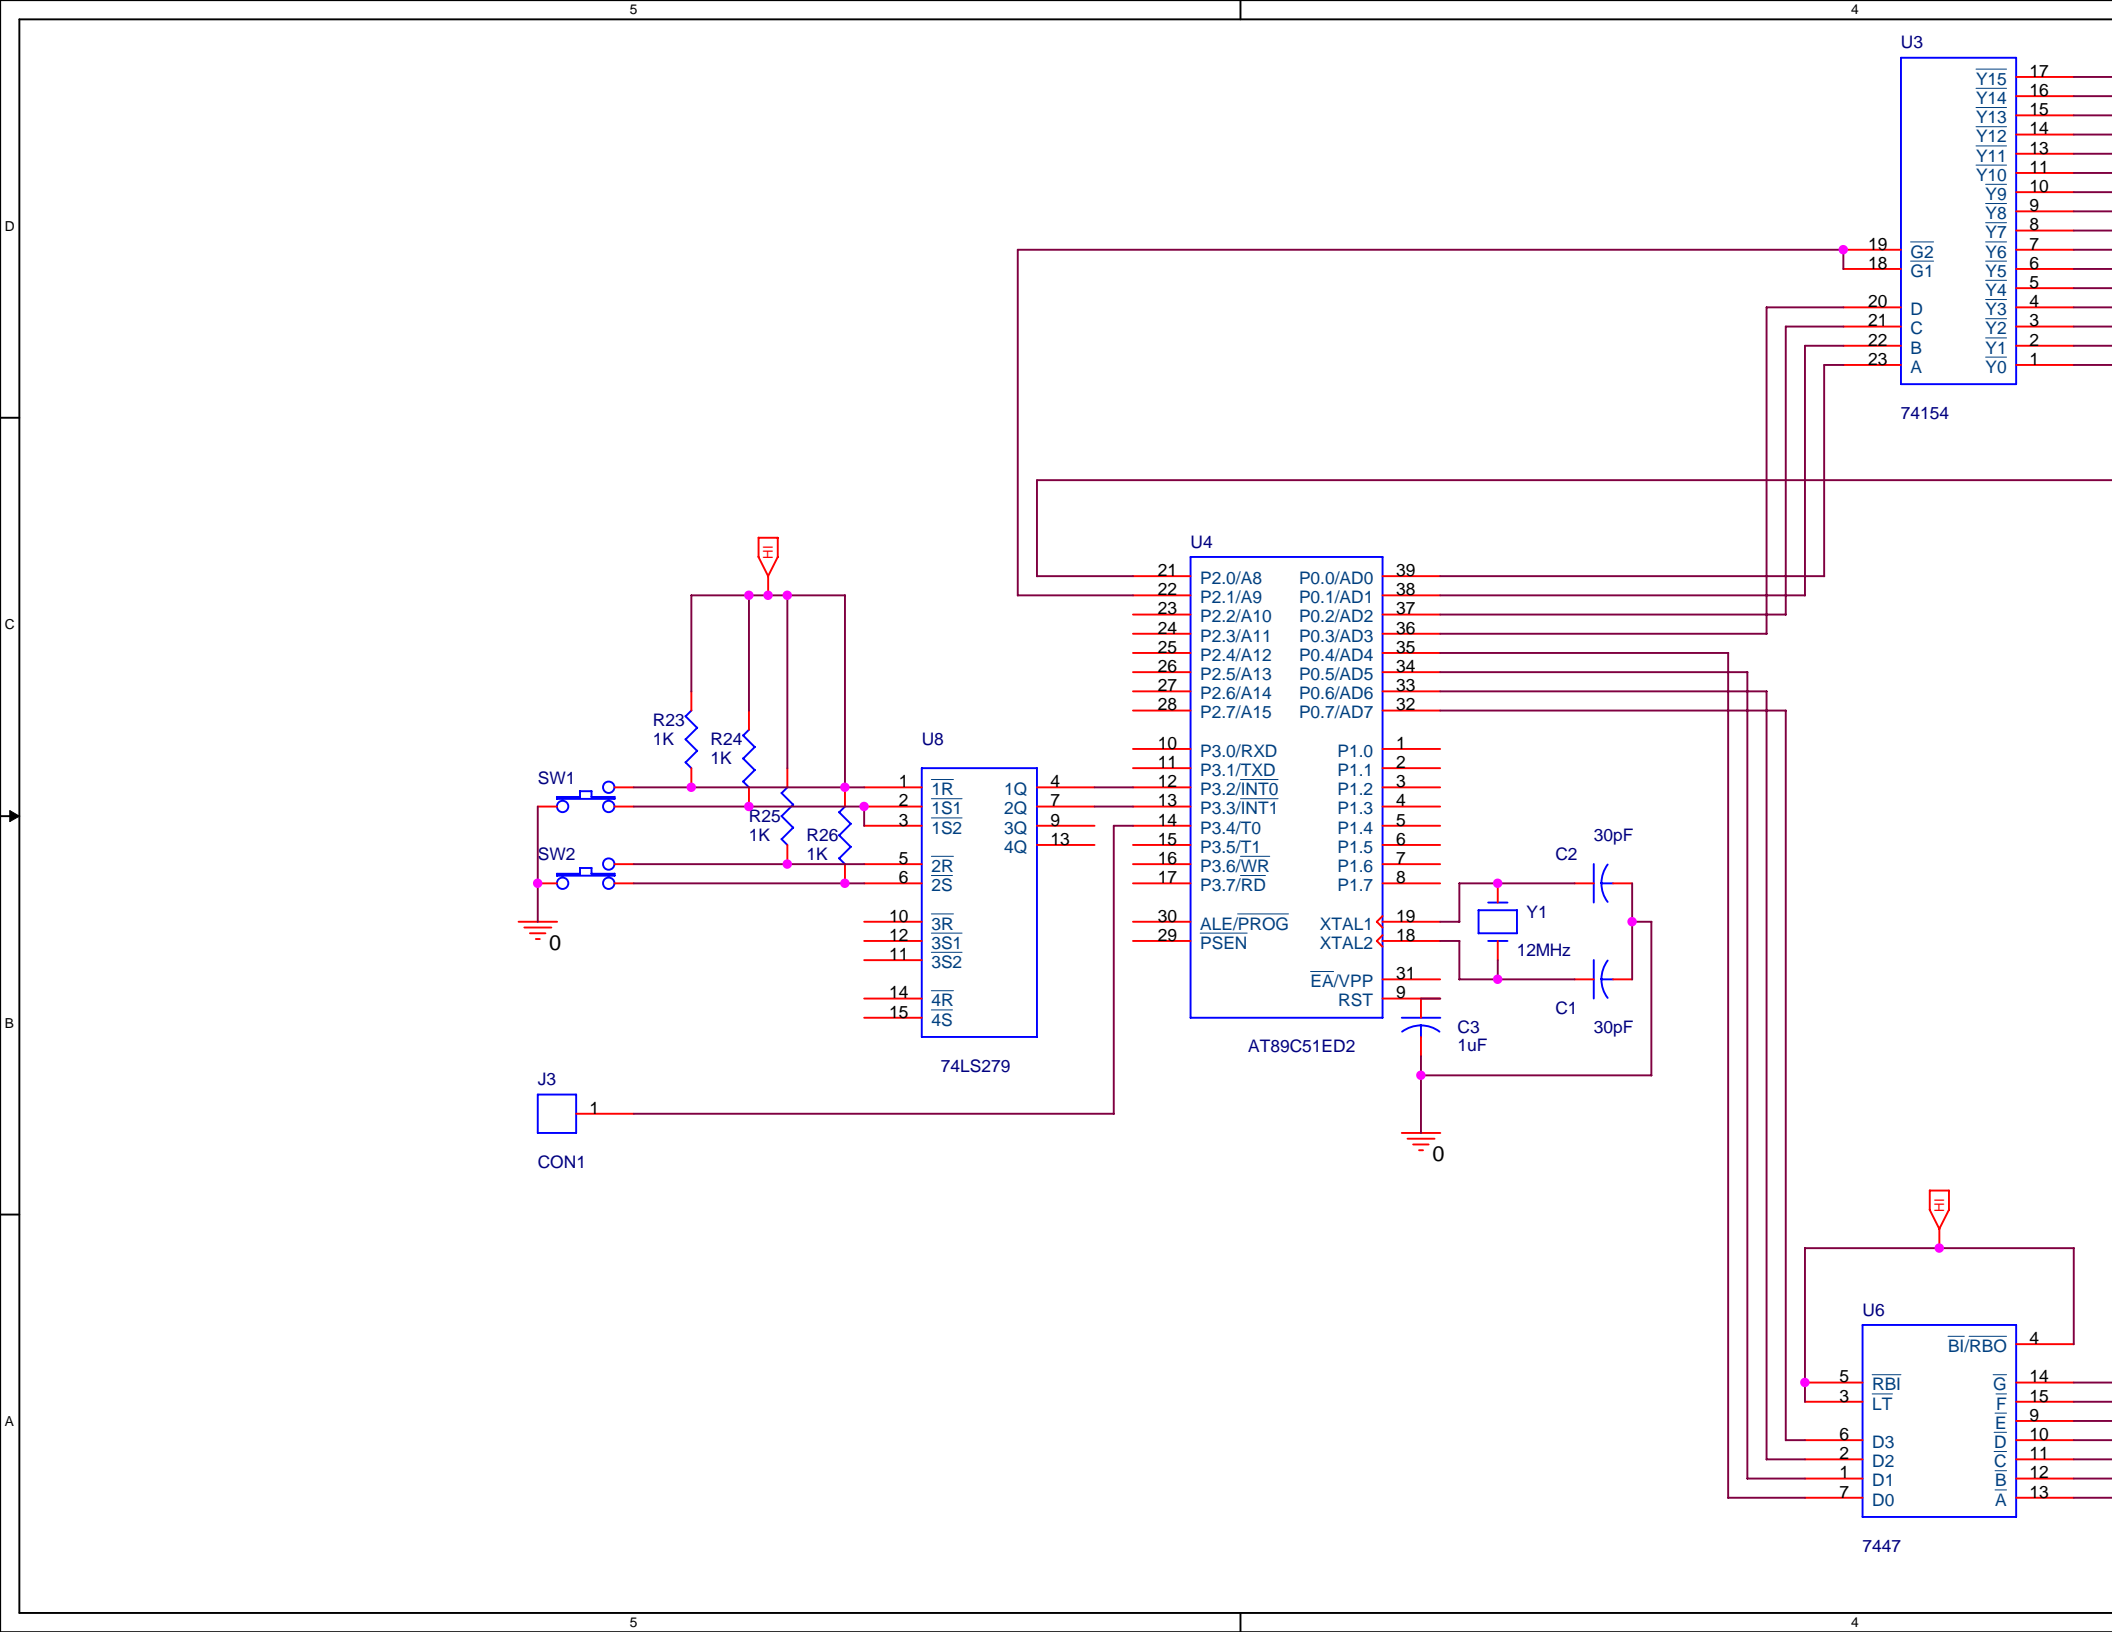 5 4
U3
Y15 17
Y14 16
Y13 15
Y12 14
Y11 13
Y10 11
Y9 10
Y8 9
Y7 8
19 G2 Y6 7
18 G1 Y5 6
Y4 5
20 D Y3 4
21 C Y2 3
22 B Y1 2
23 A Y0 1
74154
D
C
B
A
HI
U4
21 P2.0/A8 P0.0/AD0 39
22 P2.1/A9 P0.1/AD1 38
23 P2.2/A10 P0.2/AD2 37
24 P2.3/A11 P0.3/AD3 36
25 P2.4/A12 P0.4/AD4 35
26 P2.5/A13 P0.5/AD5 34
27 P2.6/A14 P0.6/AD6 33
28 P2.7/A15 P0.7/AD7 32
10 P3.0/RXD P1.0 1
11 P3.1/TXD P1.1 2
12 P3.2/INT0 P1.2 3
13 P3.3/INT1 P1.3 4
14 P3.4/T0 P1.4 5
15 P3.5/T1 P1.5 6
16 P3.6/WR P1.6 7
17 P3.7/RD P1.7 8
30 ALE/PROG XTAL1 19
29 PSEN XTAL2 18
EA/VPP 31
RST 9
AT89C51ED2
R23
1K
R24
1K
R25
1K
R26
1K
SW1
SW2
0
U8
1 1R 1Q 4
2 1S1 2Q 7
3 1S2 3Q 9
4Q 13
5 2R
6 2S
10 3R
12 3S1
11 3S2
14 4R
15 4S
74LS279
J3
1
CON1
30pF
C2
Y1
12MHz
C1
30pF
C3
1uF
0
HI
U6
BI/RBO 4
5 RBI G 14
3 LT F 15
E 9
6 D3 D 10
2 D2 C 11
1 D1 B 12
7 D0 A 13
7447
5 4